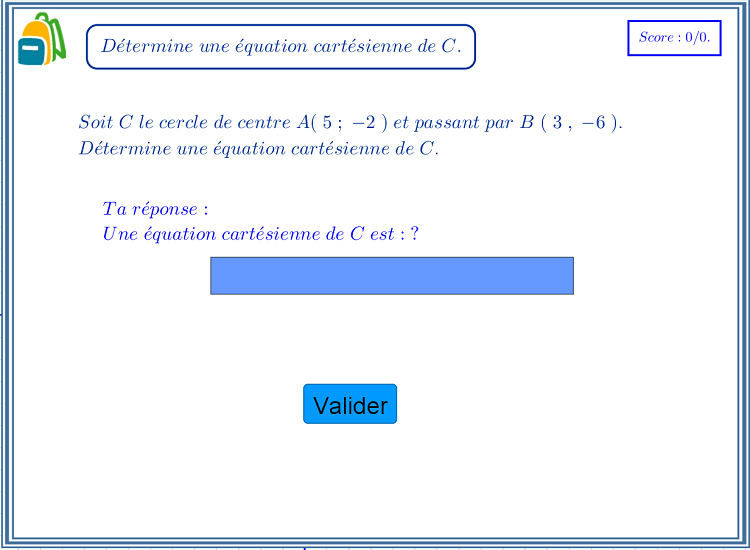 Détermine une équation cartésienne de C.
Score : 0/0.
Soit C le cercle de centre A( 5 ; −2 ) et passant par B ( 3 , −6 ).
Détermine une équation cartésienne de C.
Ta réponse :
Une équation cartésienne de C est : ?
Valider